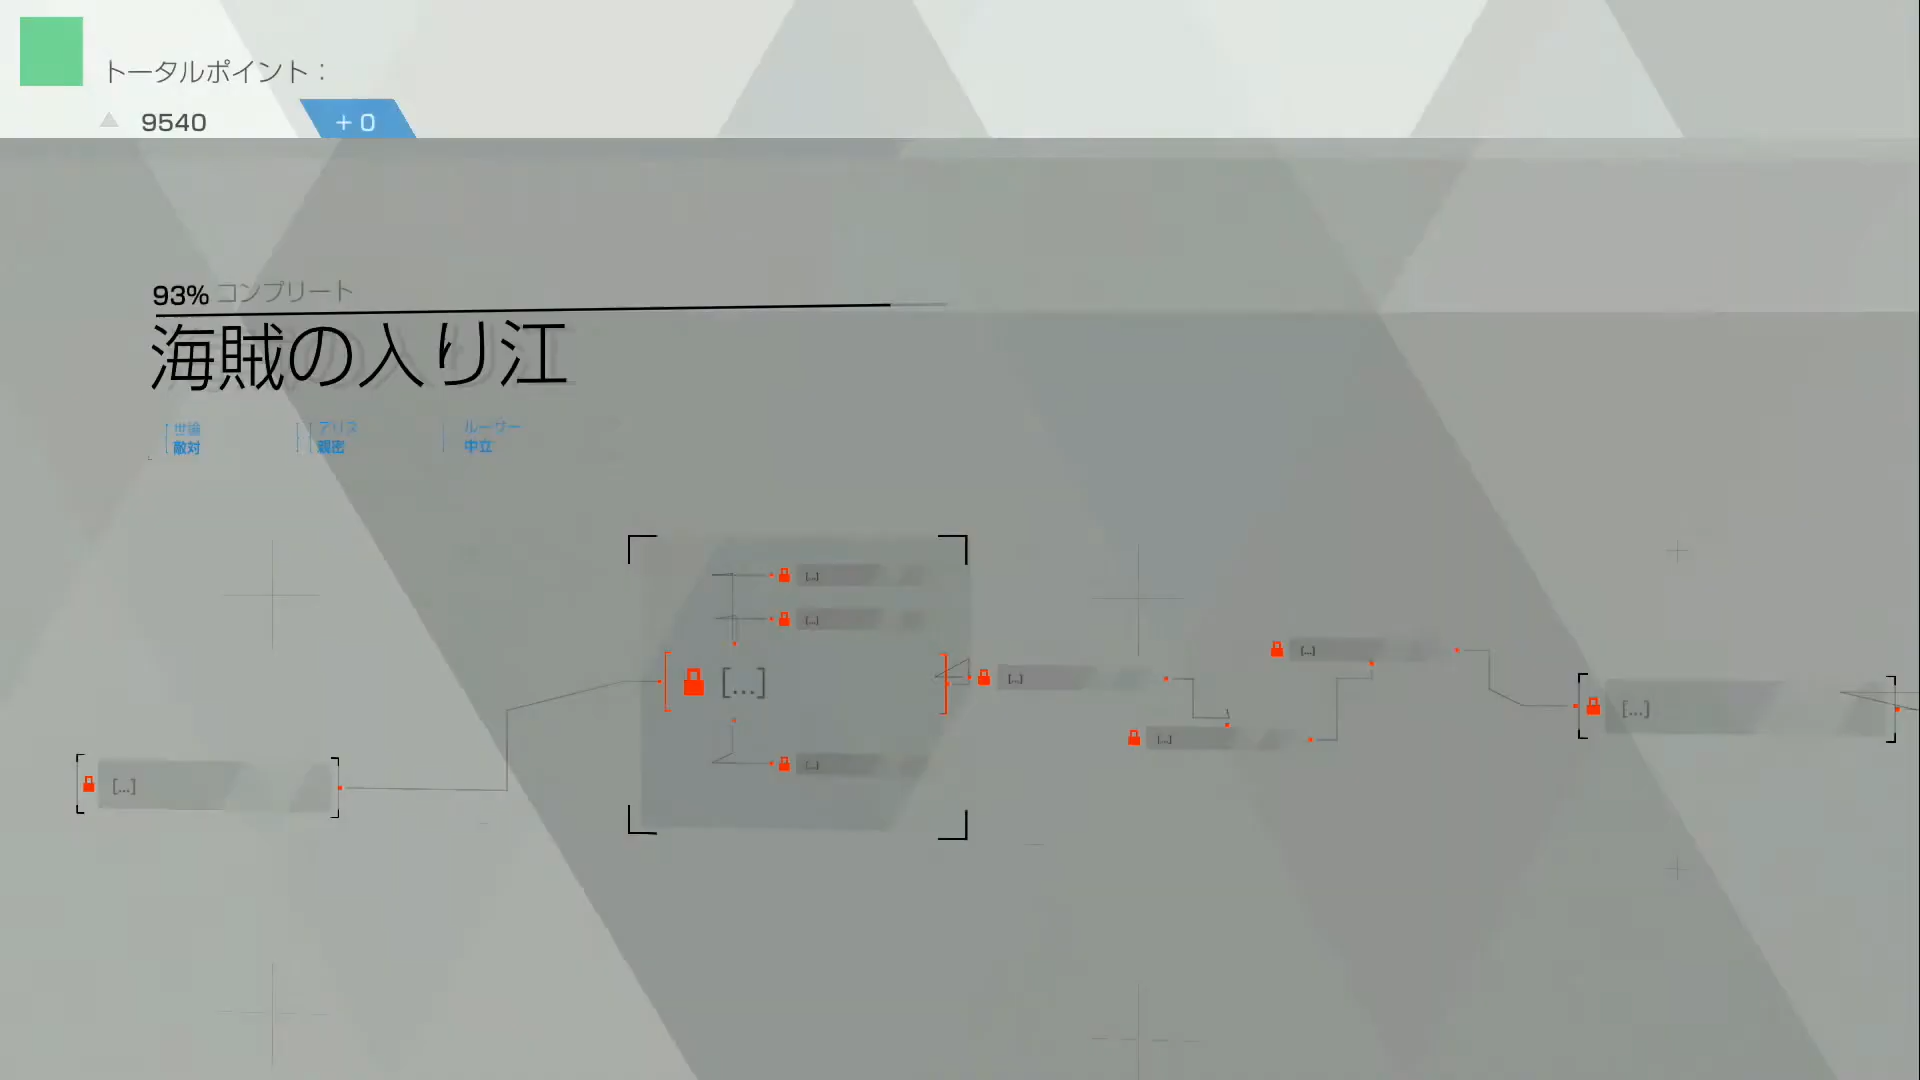 トータルポイント：
9540
+ 0
93% コンプリート
海賊の入り江
世論
敵対
アリス
親密
ルーサー
中立
[...]
[...]
[...]
[...]
[...]
[...]
[...]
[...]
[...]